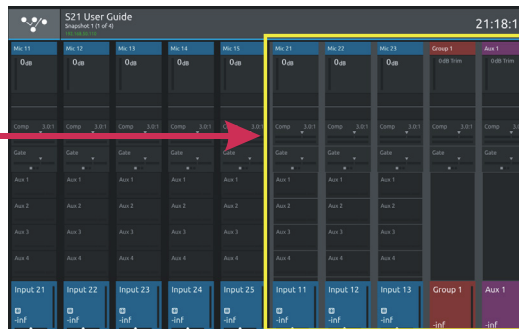 S21 User Guide
Snapshot 1 (1 of 4)
21:18:1
Mic 11 Mic 12 Mic 13 Mic 14 Mic 15 Mic 21 Mic 22 Mic 23 Group 1 Aux 1
0dB 0dB 0dB 0dB 0dB 0dB 0dB 0dB 0dB Trim 0dB Trim
Comp 3.0:1 Comp 3.0:1 Comp 3.0:1 Comp 3.0:1 Comp 3.0:1 Comp 3.0:1 Comp 3.0:1 Comp 3.0:1 Comp 3.0:1 Comp 3.
Gate Gate Gate Gate Gate Gate Gate Gate Gate Gate
Aux 1 Aux 1 Aux 1 Aux 1 Aux 1 Aux 1 Aux 1 Aux 1
Aux 2 Aux 2 Aux 2 Aux 2 Aux 2 Aux 2 Aux 2 Aux 2
Aux 3 Aux 3 Aux 3 Aux 3 Aux 3 Aux 3 Aux 3 Aux 3
Aux 4 Aux 4 Aux 4 Aux 4 Aux 4 Aux 4 Aux 4 Aux 4
Input 21 Input 22 Input 23 Input 24 Input 25 Input 11 Input 12 Input 13 Group 1 Aux 1
-inf -inf -inf -inf -inf -inf -inf -inf -inf -inf